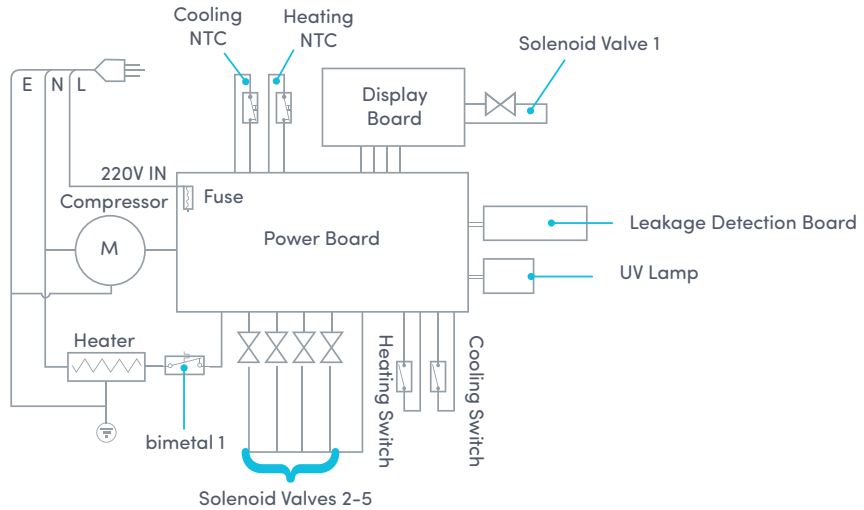 Cooling
NTC
Heating
NTC
Solenoid Valve 1
E N L
Display
Board
220V IN
Fuse
Compressor
M
Power Board
Leakage Detection Board
UV Lamp
Heater
Heating Switch
Cooling Switch
bimetal 1
Solenoid Valves 2-5